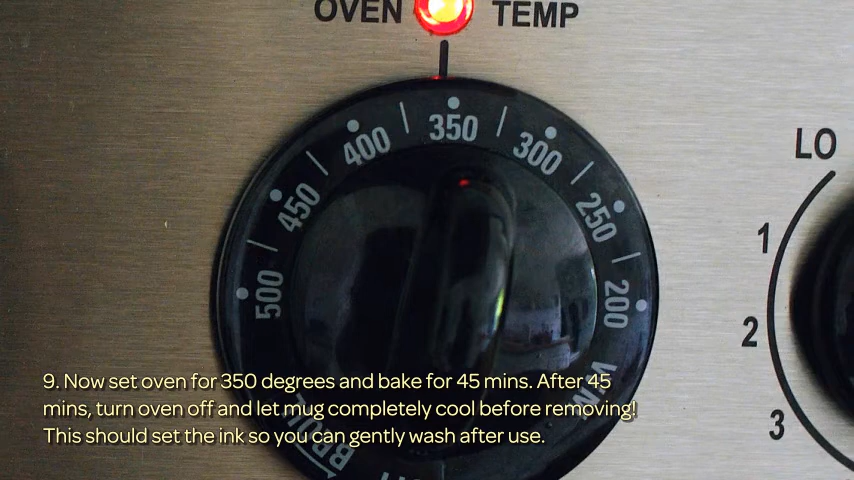 OVEN TEMP
350
400
300
450
250
500
200
LO
1
2
3
9. Now set oven for 350 degrees and bake for 45 mins. After 45
mins, turn oven off and let mug completely cool before removing!
This should set the ink so you can gently wash after use.